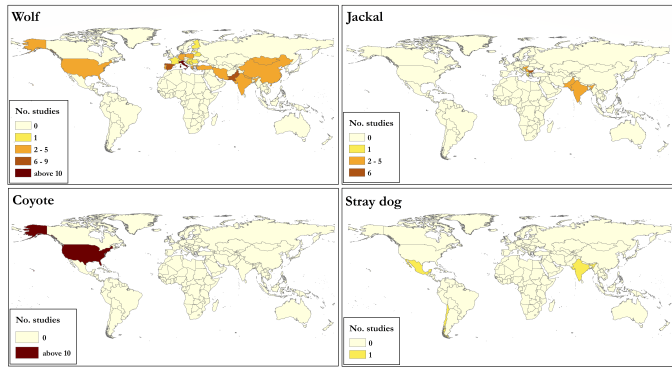 Wolf
No. studies
0
1
2 - 5
6 - 9
above 10
Jackal
No. studies
0
1
2 - 5
6
Coyote
No. studies
0
above 10
Stray dog
No. studies
0
1